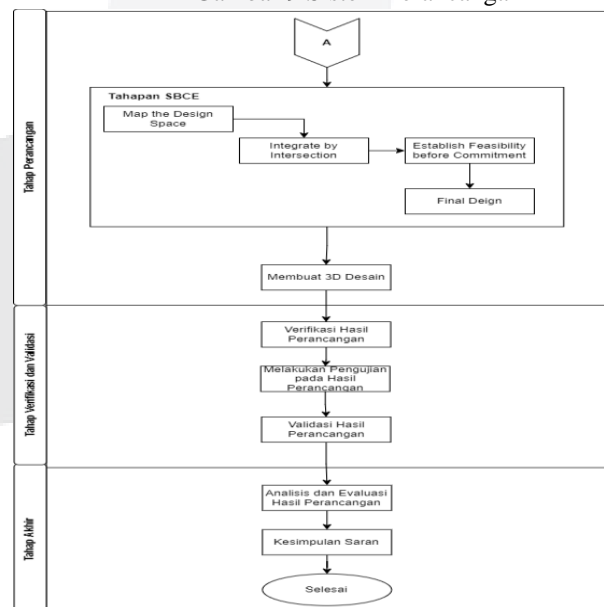 A
Tahap Perancangan
Tahapan SBCE
Map the Design
Space
Integrate by
Intersection
Establish Feasibility
before Commitment
Final Deign
Membuat 3D Desain
Tahap Verifikasi dan Validasi
Verifikasi Hasil
Perancangan
Melakukan Pengujian
pada Hasil
Perancangan
Validasi Hasil
Perancangan
Tahap Akhir
Analisis dan Evaluasi
Hasil Perancangan
Kesimpulan Saran
Selesai